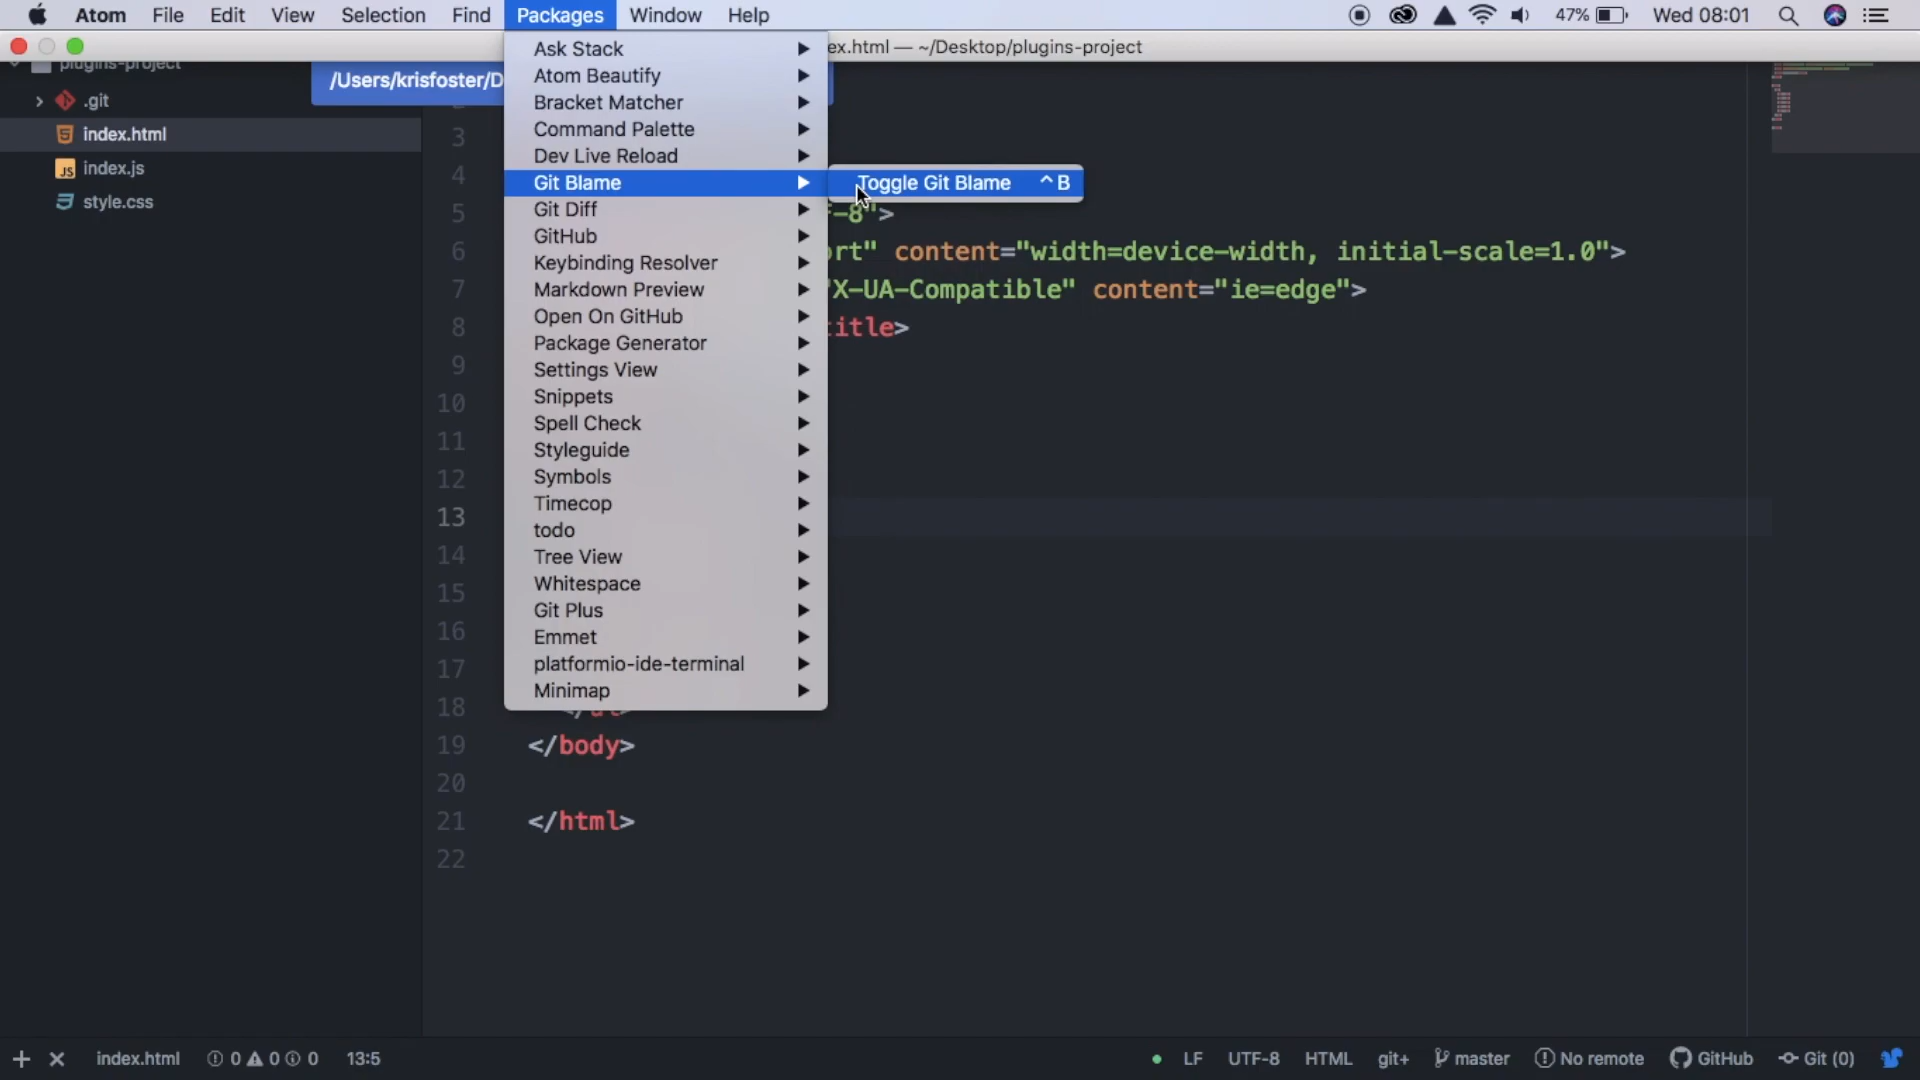 Atom File Edit View Selection Find Packages Window Help 47% Wed 08:01
ex.html — ~/Desktop/plugins-project
plugins-project
.git
index.html
index.js
style.css
/Users/krisfoster/D
Ask Stack
Atom Beautify
Bracket Matcher
Command Palette
Dev Live Reload
Git Blame
Git Diff
GitHub
Keybinding Resolver
Markdown Preview
Open On GitHub
Package Generator
Settings View
Snippets
Spell Check
Styleguide
Symbols
Timecop
todo
Tree View
Whitespace
Git Plus
Emmet
platformio-ide-terminal
Minimap
Toggle Git Blame ^B
3
4
5 -8">
6 ort" content="width=device-width, initial-scale=1.0">
7 "X-UA-Compatible" content="ie=edge">
8 title>
9
10
11
12
13
14
15
16
17
18
19 </body>
20
21 </html>
22
index.html 0 0 0 13:5 LF UTF-8 HTML git+ master No remote GitHub Git (0)